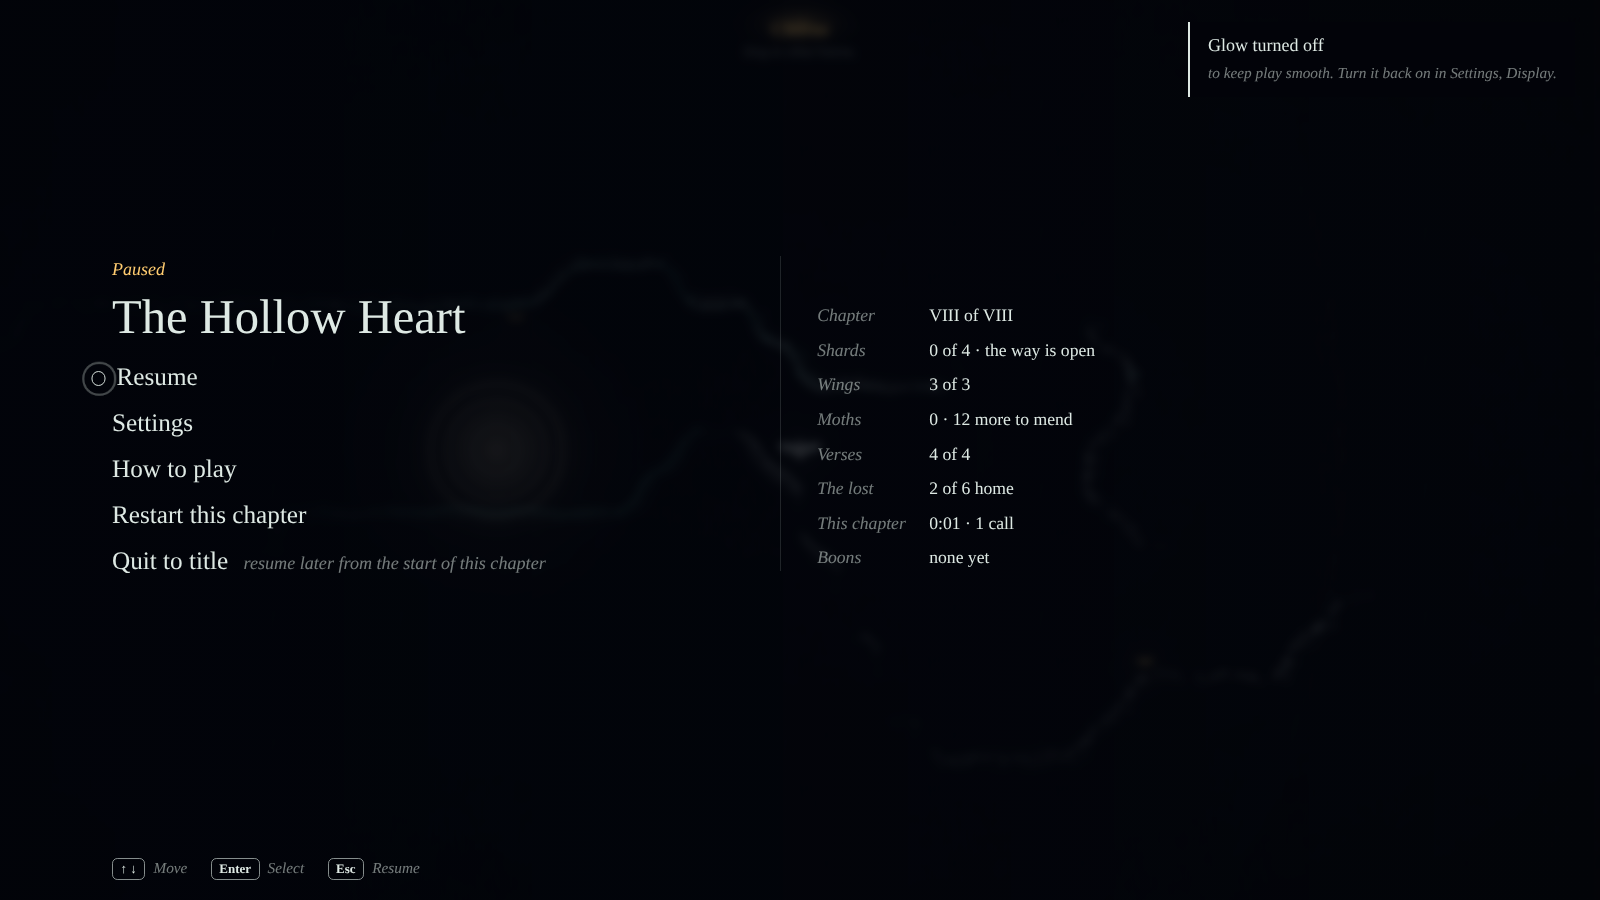 Glow turned off
to keep play smooth. Turn it back on in Settings, Display.
Paused
The Hollow Heart
Resume
Settings
How to play
Restart this chapter
Quit to title resume later from the start of this chapter
Chapter VIII of VIII
Shards 0 of 4 · the way is open
Wings 3 of 3
Moths 0 · 12 more to mend
Verses 4 of 4
The lost 2 of 6 home
This chapter 0:01 · 1 call
Boons none yet
↑ ↓ Move Enter Select Esc Resume